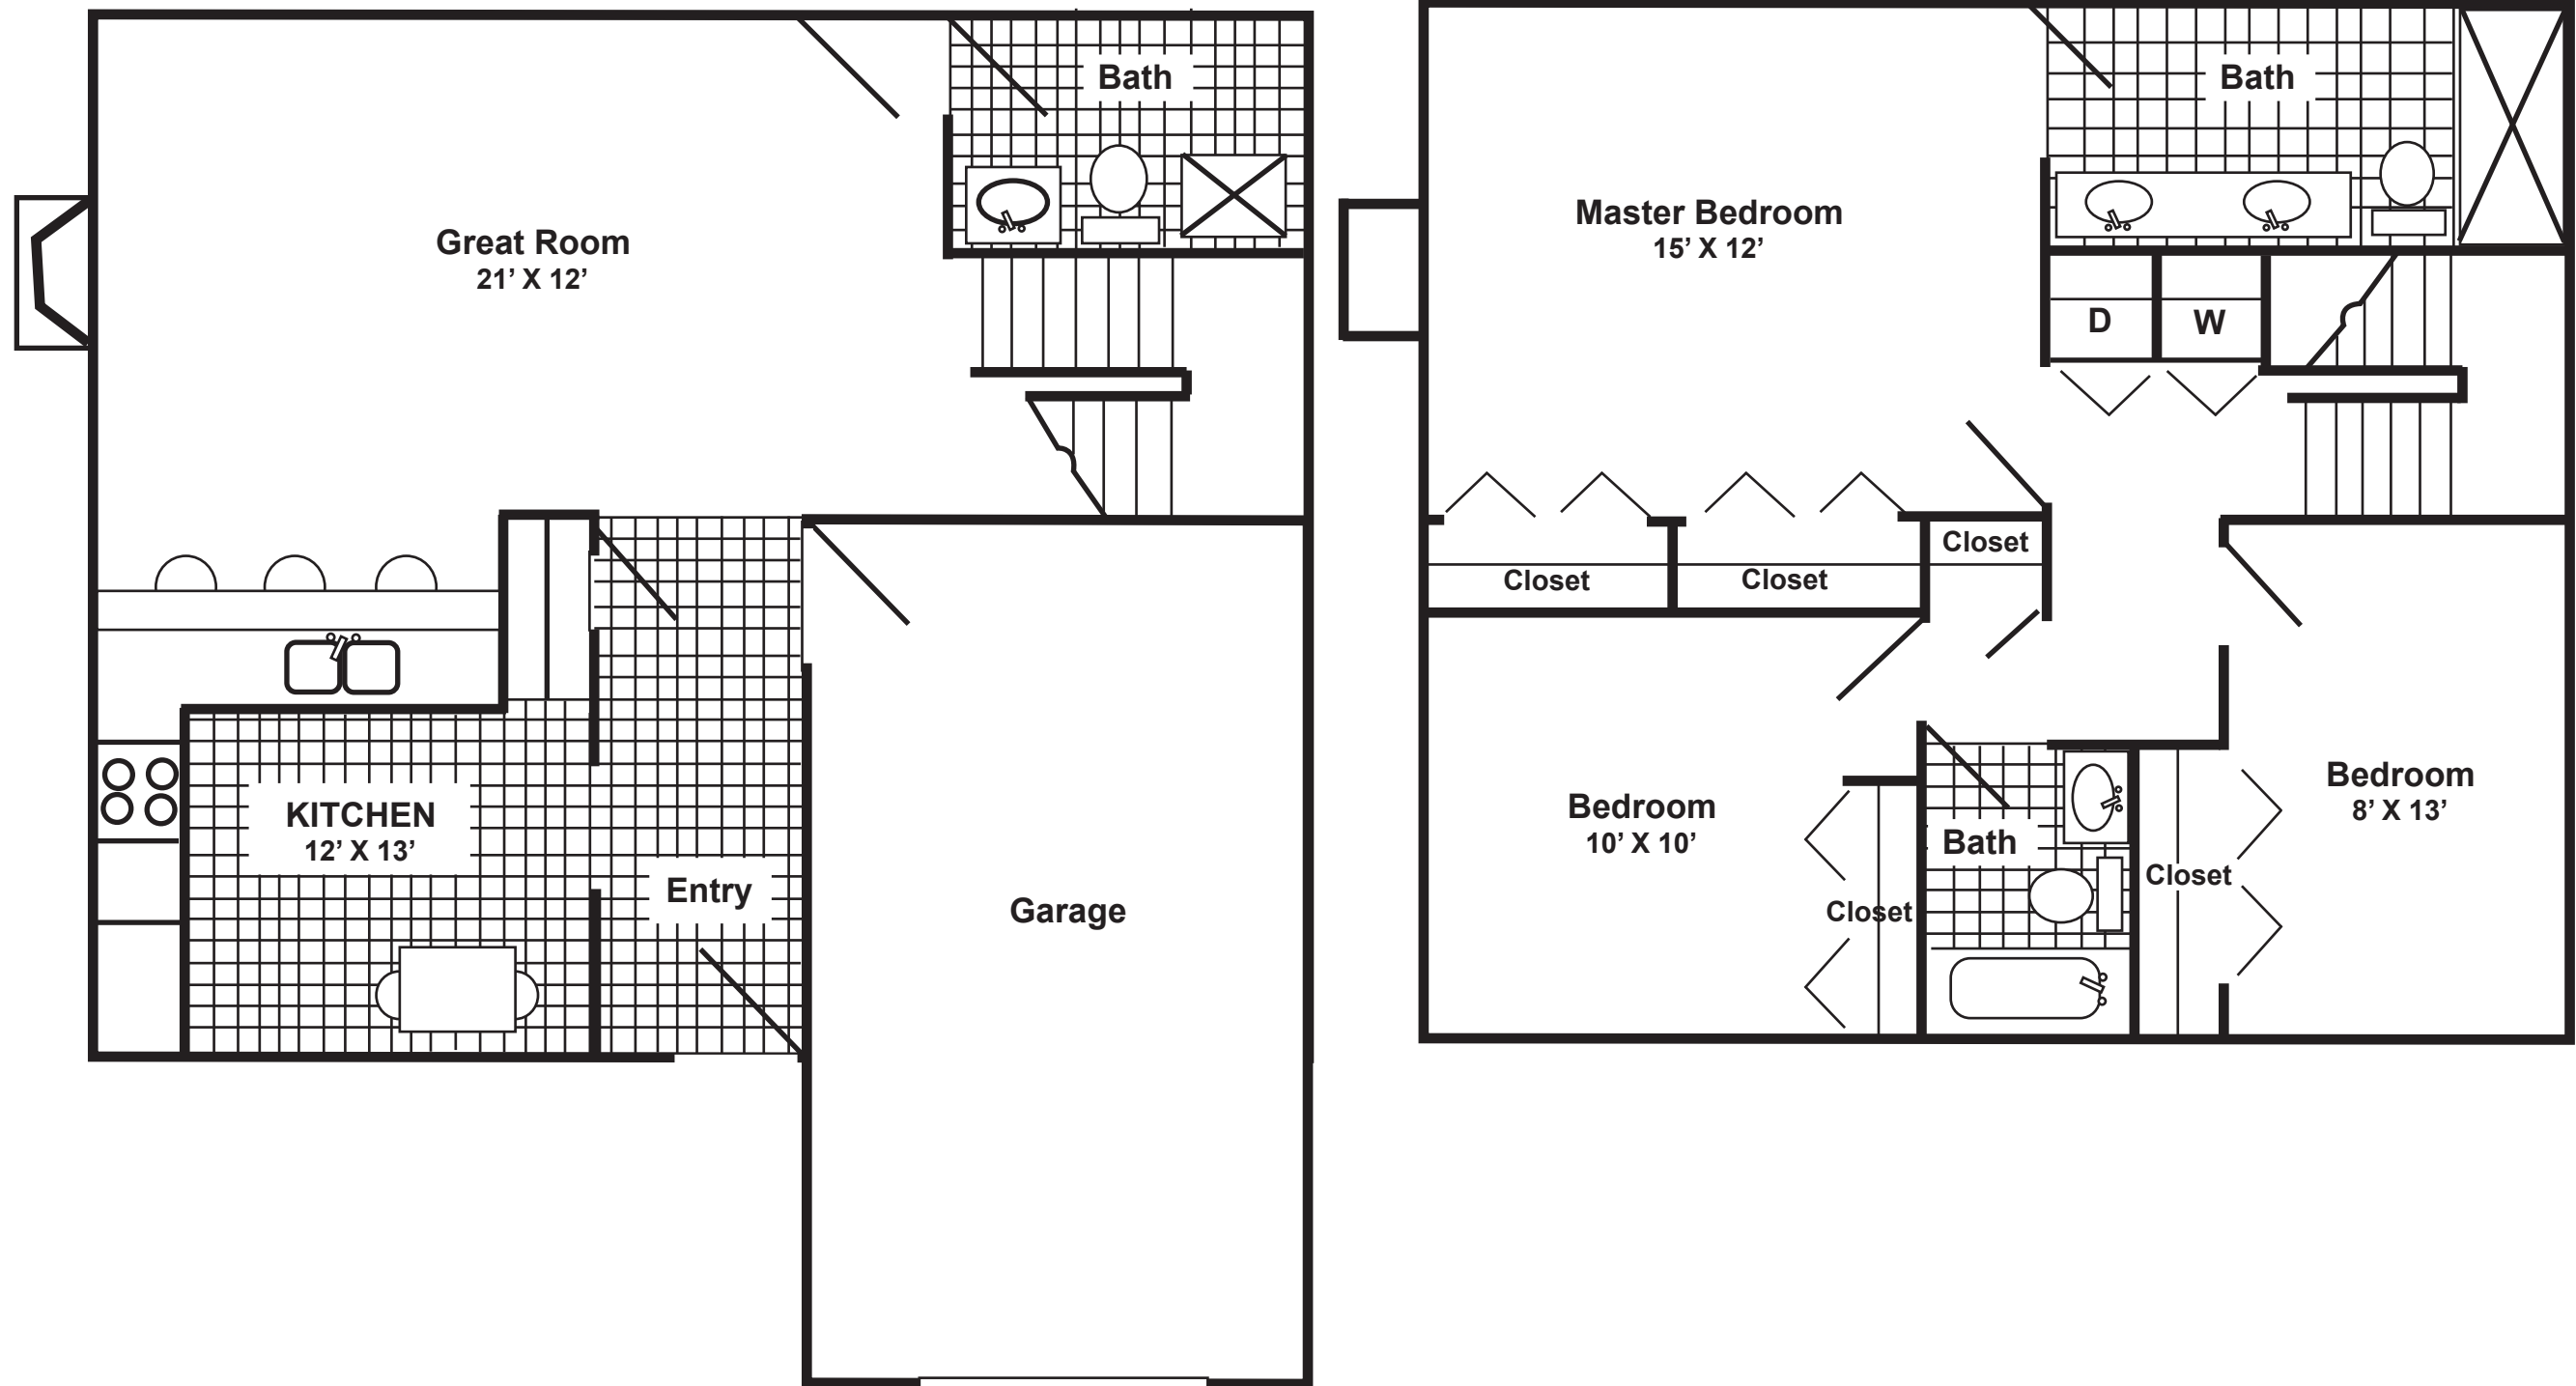 Bath
Great Room
21’ X 12’
KITCHEN
12’ X 13’
Entry
Garage
Bath
Master Bedroom
15’ X 12’
D
W
Closet
Closet
Closet
Bedroom
10’ X 10’
Closet
Bath
Closet
Bedroom
8’ X 13’